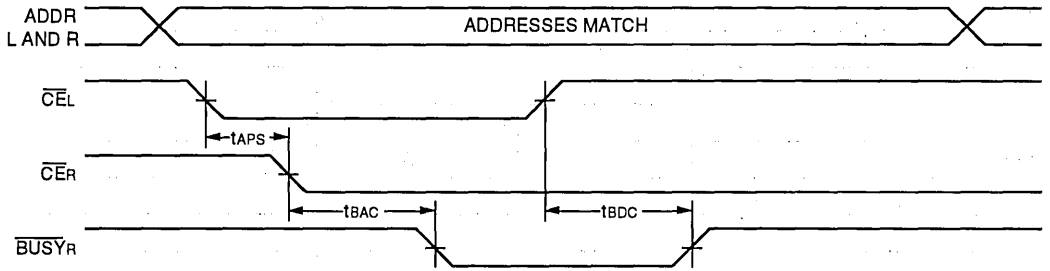 ADDR
L AND R
ADDRESSES MATCH
CEL
tAPS
CER
tBAC
tBDC
BUSYR